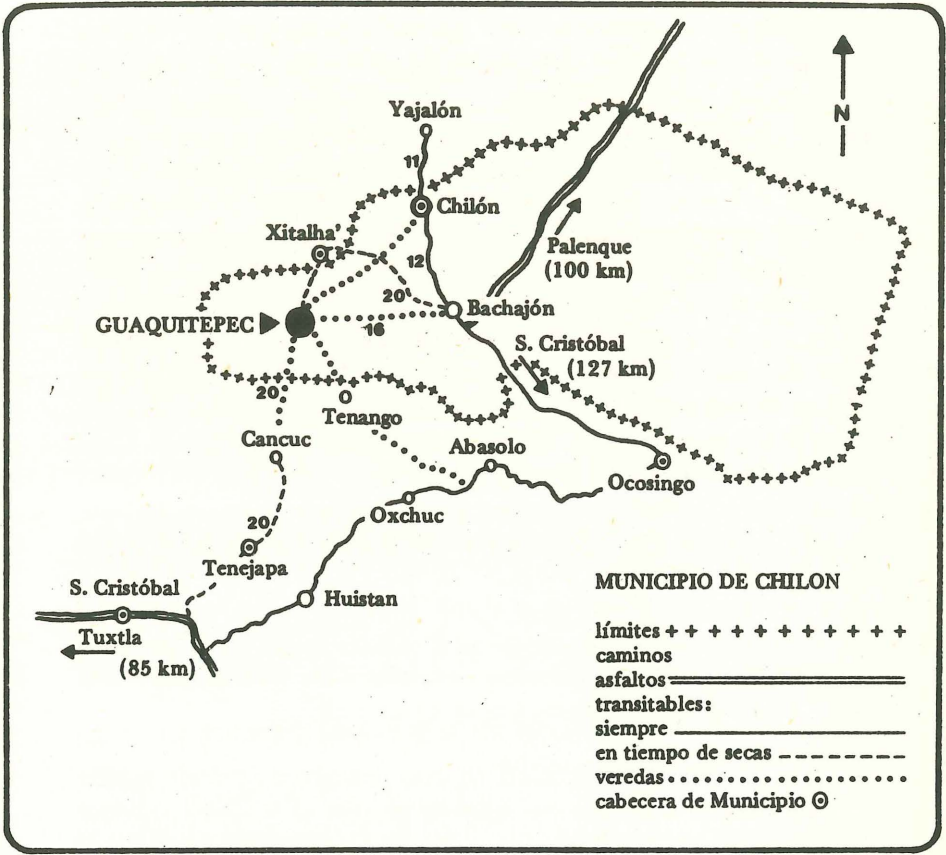 Yajalón
N
11
Chilón
Xitalha'
12
Palenque
(100 km)
20
Bachajón
GUAQUITEPEC
16
S. Cristóbal
(127 km)
20
Tenango
Cancuc
Abasolo
Ocosingo
Oxchuc
20
Tenejapa
S. Cristóbal
Huistan
Tuxtla
(85 km)
MUNICIPIO DE CHILON
límites
caminos
asfaltos
transitables:
siempre
en tiempo de secas
veredas
cabecera de Municipio